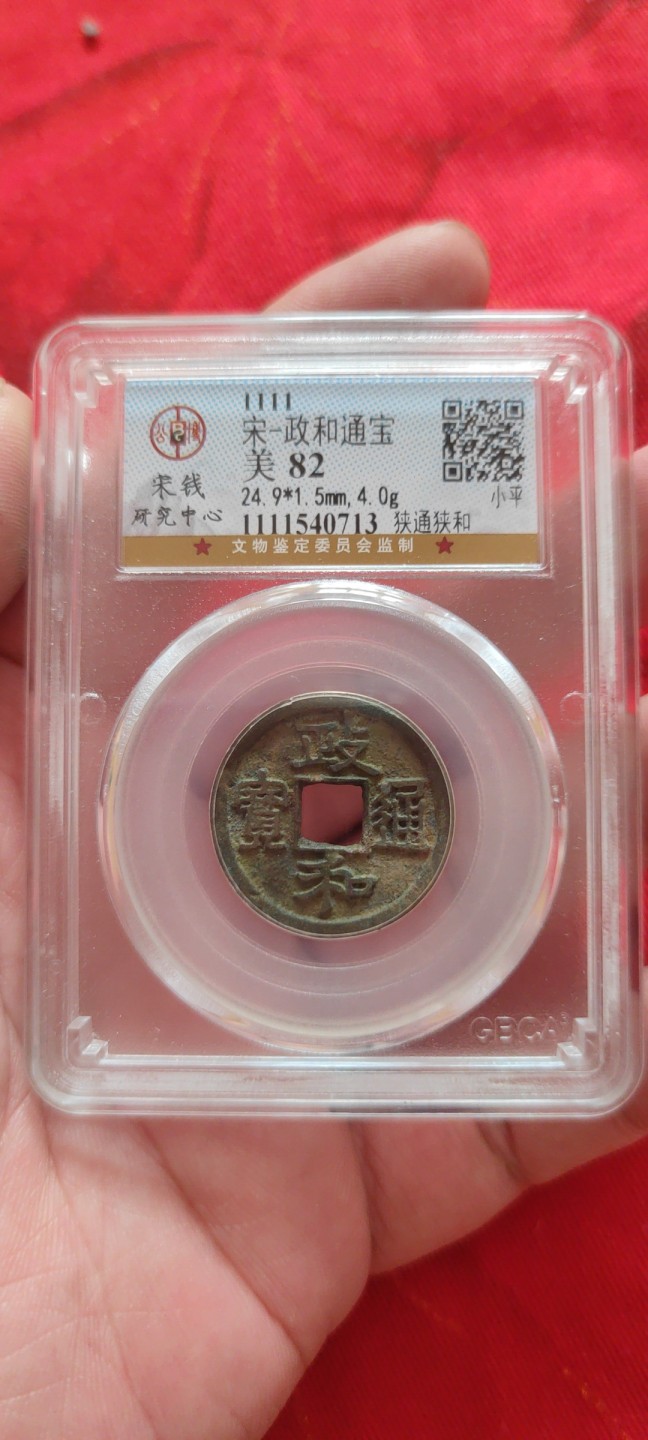 1111
宋-政和通宝
美 82
24.9*1.5mm,4.0g
1111540713 狭通狭和
小平
宋钱
研究中心
文物鉴定委员会监制
政
和
通
寳
GBCA